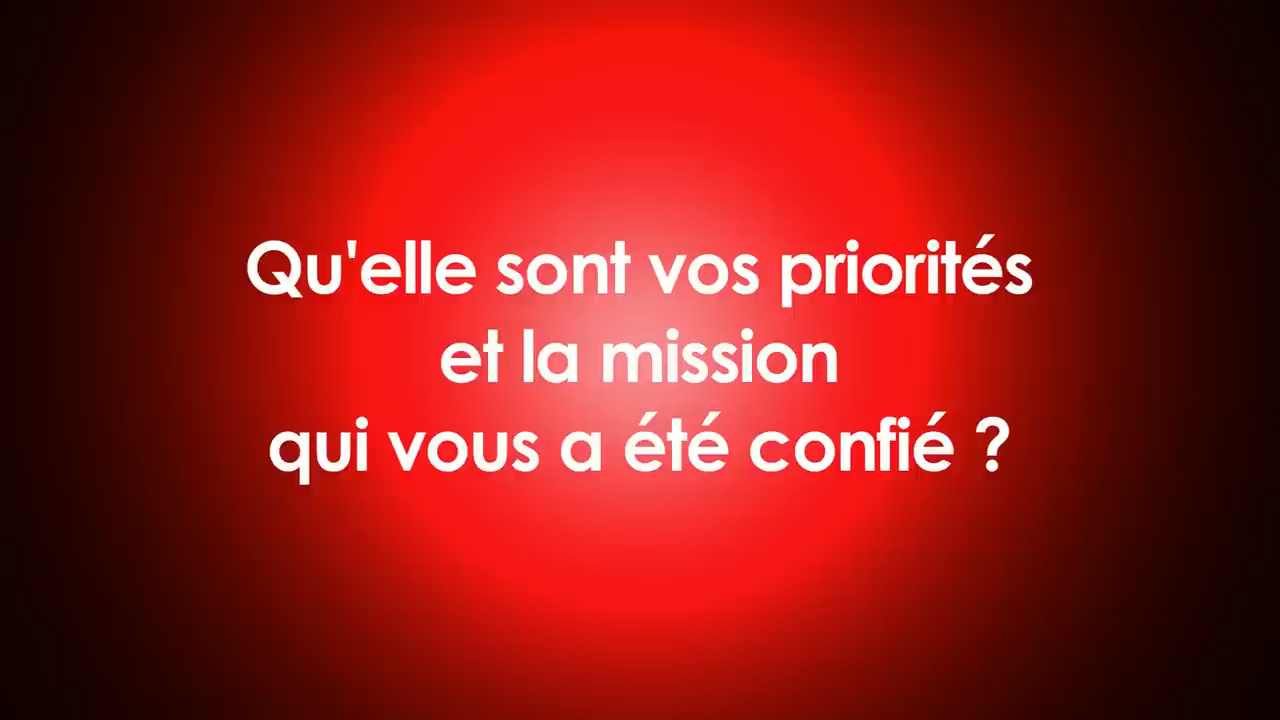 Qu'elle sont vos priorités
et la mission
qui vous a été confié ?